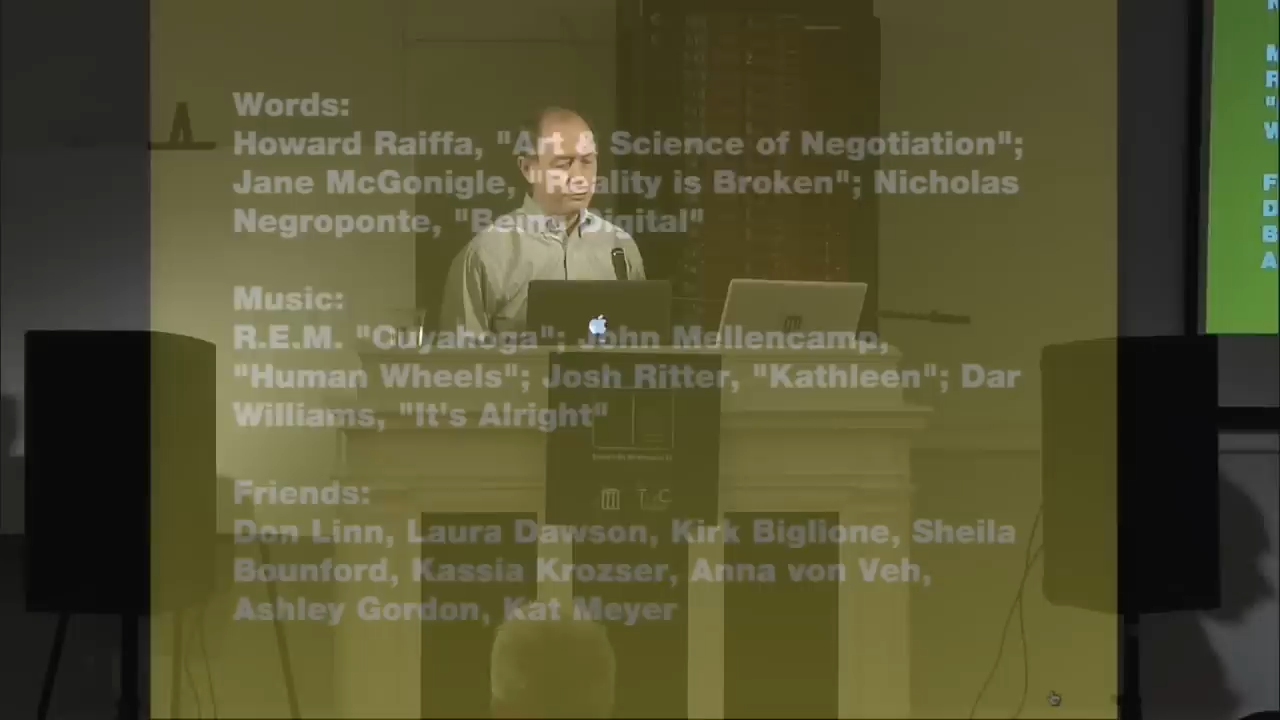 Words:
Howard Raiffa, "Art & Science of Negotiation";
Jane McGonigle, "Reality is Broken"; Nicholas
Negroponte, "Being Digital"
Music:
R.E.M. "Cuyahoga"; John Mellencamp,
"Human Wheels"; Josh Ritter, "Kathleen"; Dar
Williams, "It's Alright"
Friends:
Don Linn, Laura Dawson, Kirk Biglione, Sheila
Bounford, Kassia Krozser, Anna von Veh,
Ashley Gordon, Kat Meyer